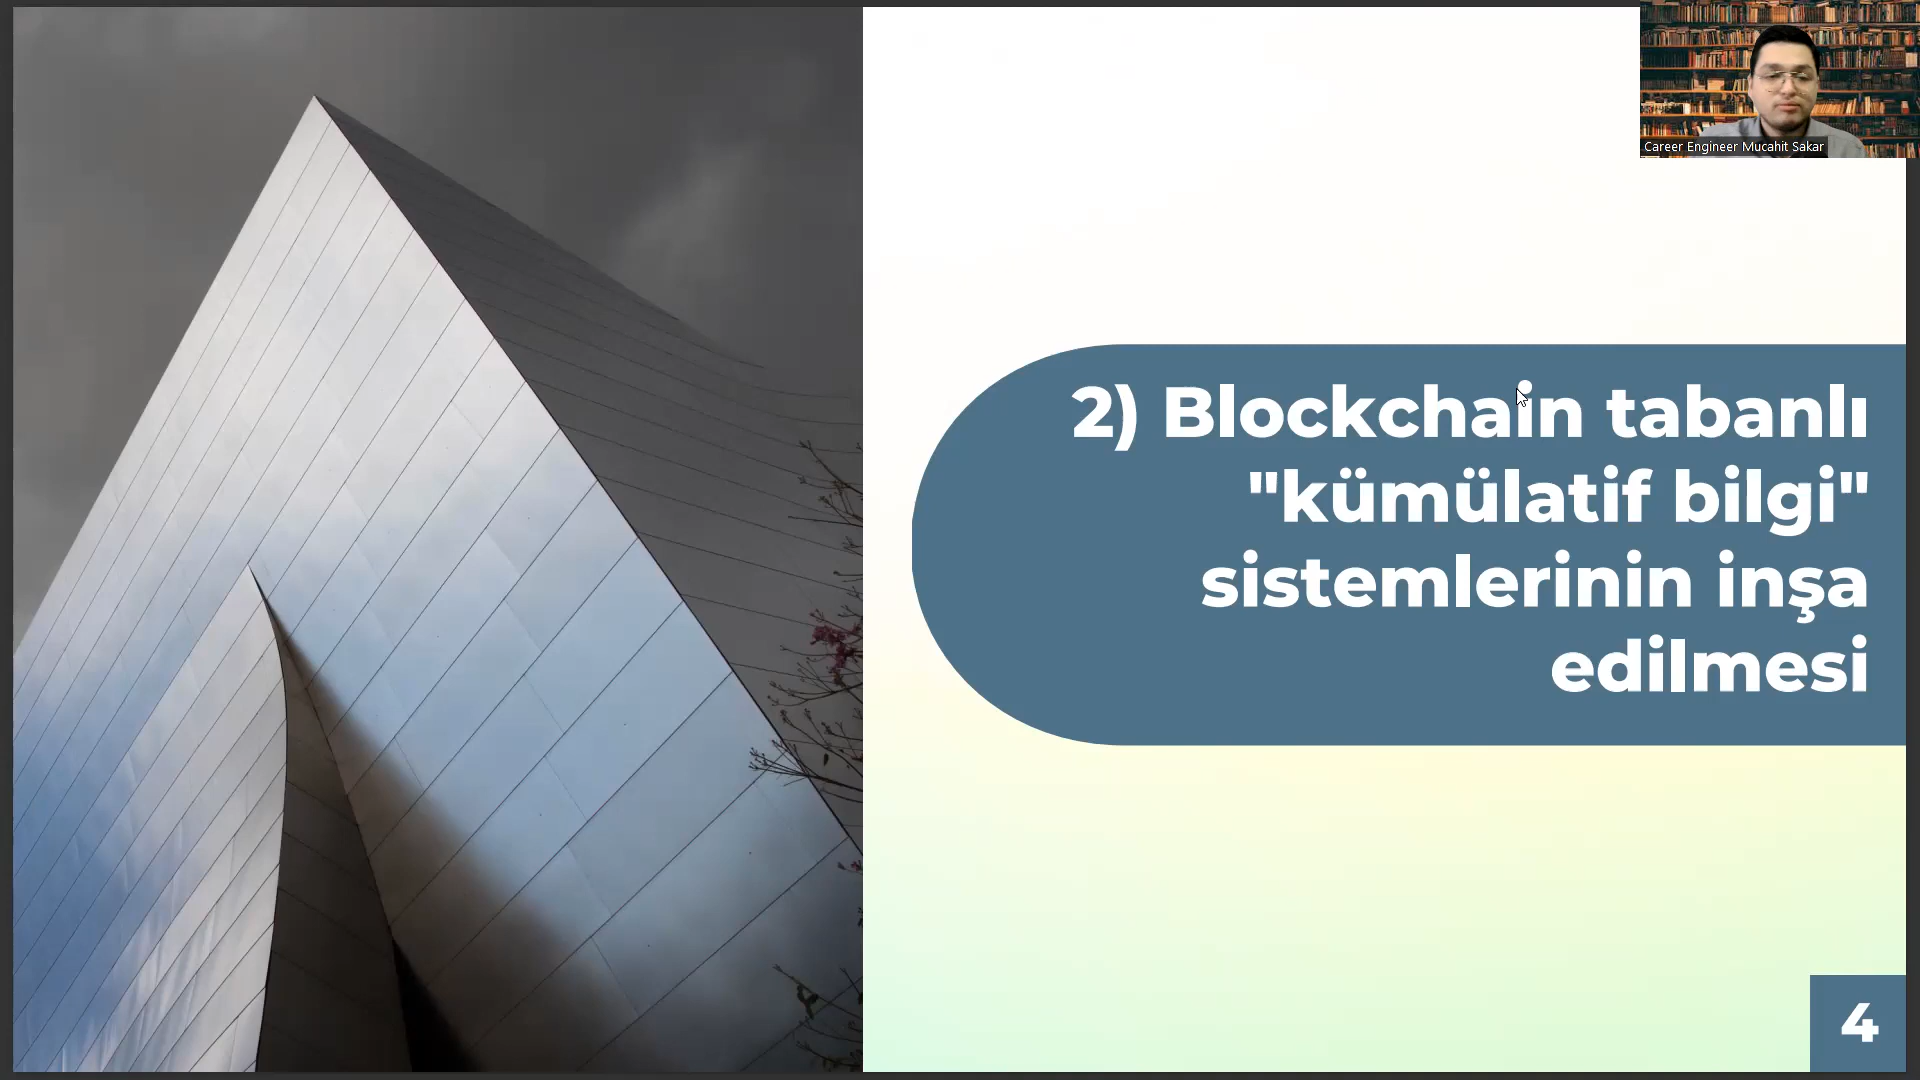 Career Engineer Mucahit Sakar
2) Blockchain tabanlı
"kümülatif bilgi"
sistemlerinin inşa
edilmesi
4